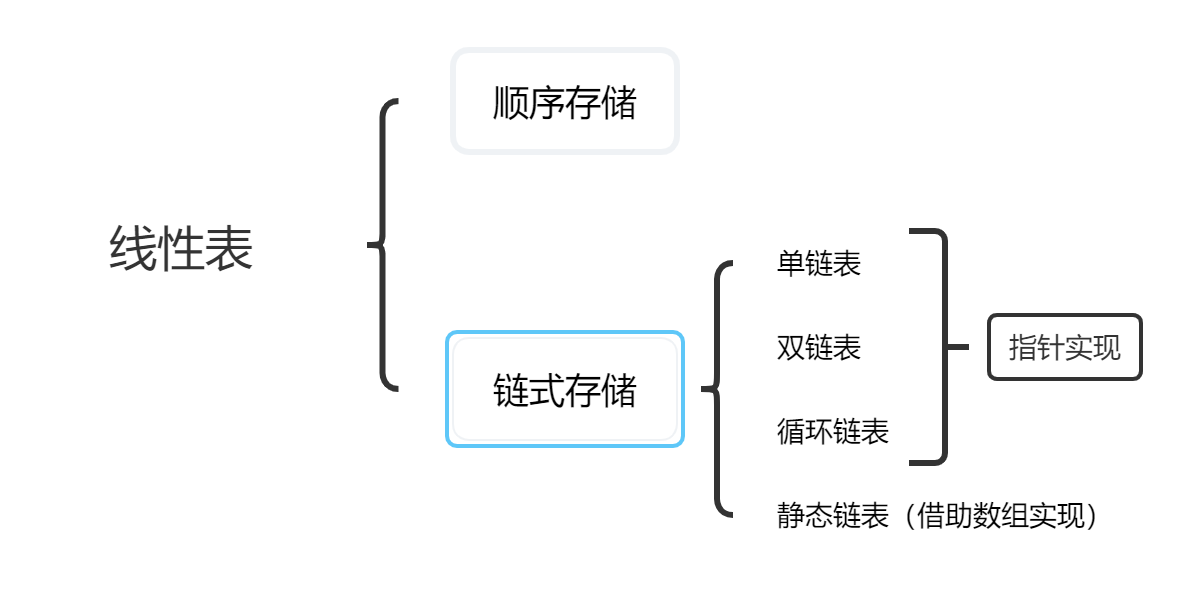 线性表
顺序存储
链式存储
单链表
双链表
循环链表
静态链表（借助数组实现）
指针实现